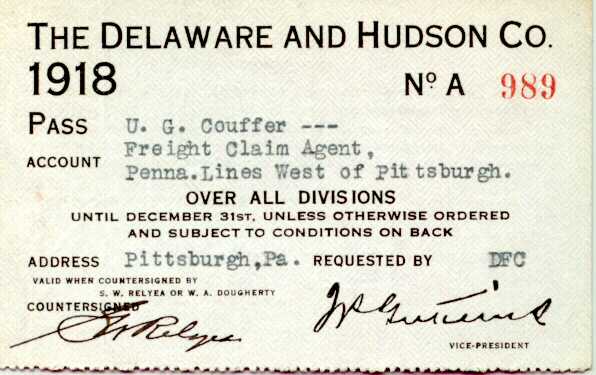 THE DELAWARE AND HUDSON CO.
1918 No A 989
PASS U. G. Couffer ---
ACCOUNT Freight Claim Agent,
Penna.Lines West of Pittsburgh.
OVER ALL DIVISIONS
UNTIL DECEMBER 31ST, UNLESS OTHERWISE ORDERED
AND SUBJECT TO CONDITIONS ON BACK
ADDRESS Pittsburgh,Pa. REQUESTED BY DFC
VALID WHEN COUNTERSIGNED BY
S. W. RELYEA OR W. A. DOUGHERTY
COUNTERSIGNED
S W Relyea
VICE-PRESIDENT